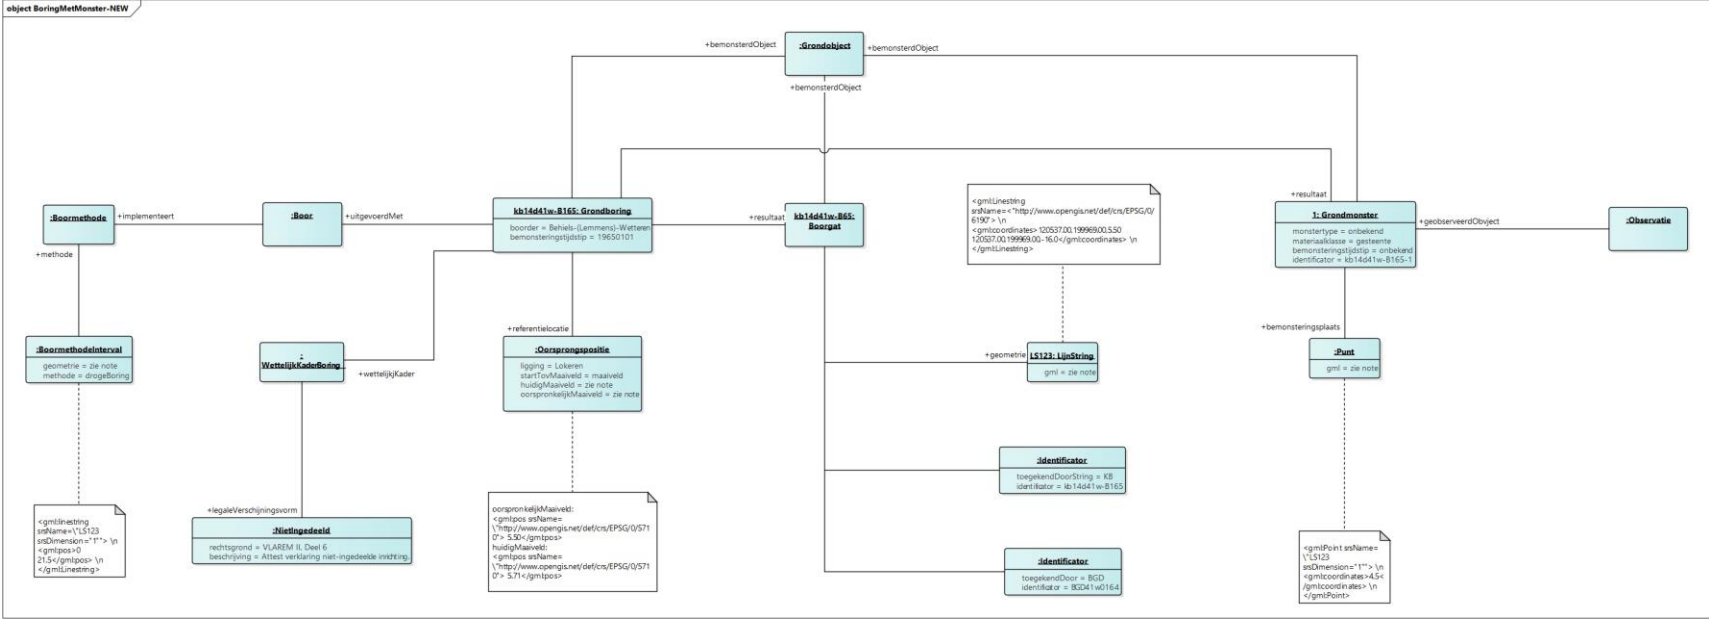 object BoringMetMonster-NEW
+bemonsterdObject
:Grondobject
+bemonsterdObject
+bemonsterdObject
:Boormethode
+implementeert
:Boor
+uitgevoerdMet
kb14d41w-B165: Grondboring
boorder = Behiels-(Lemmens)-Wetteren
bemonsteringstijdstip = 19650101
+resultaat
kb14d41w-B65:
Boorgat
<gml:Linestring
srsName=<"http://www.opengis.net/def/crs/EPSG/0/
6190"> \n
<gml:coordinates>120537.00,199969.00,5.50
120537.00,199969.00,-16.0</gml:coordinates> \n
</gml:Linestring>
+resultaat
1: Grondmonster
monstertype = onbekend
materiaalklasse = gesteente
bemonsteringstijdstip = onbekend
identificator = kb14d41w-B165-1
+geobserveerdObvject
:Observatie
+methode
:BoormethodeInterval
geometrie = zie note
methode = drogeBoring
:
WettelijkKaderBoring
+wettelijkjKader
+referentielocatie
:Oorsprongspositie
ligging = Lokeren
startTovMaaiveld = maaiveld
huidigMaaiveld = zie note
oorspronkelijkMaaiveld = zie note
+geometrie
LS123: LijnString
gml = zie note
+bemonsteringsplaats
:Punt
gml = zie note
<gml:linestring
srsName=\"LS123
srsDimension="1""> \n
<gml:pos>0
21.5</gml:pos> \n
</gml:Linestring>
+legaleVerschijningsvorm
:NietIngedeeld
rechtsgrond = VLAREM II, Deel 6
beschrijving = Attest verklaring niet-ingedeelde inrichting.
oorspronkelijkMaaiveld:
<gml:pos srsName=
\"http://www.opengis.net/def/crs/EPSG/0/571
0"> 5.50</gml:pos>
huidigMaaiveld:
<gml:pos srsName=
\"http://www.opengis.net/def/crs/EPSG/0/571
0"> 5.71</gml:pos>
:Identificator
toegekendDoorString = KB
identificator = kb14d41w-B165
:Identificator
toegekendDoor = BGD
identificator = BGD41w0164
<gml:Point srsName=
\"LS123
srsDimension="1""> \n
<gml:coordinates>4.5<
/gml:coordinates> \n
</gml:Point>